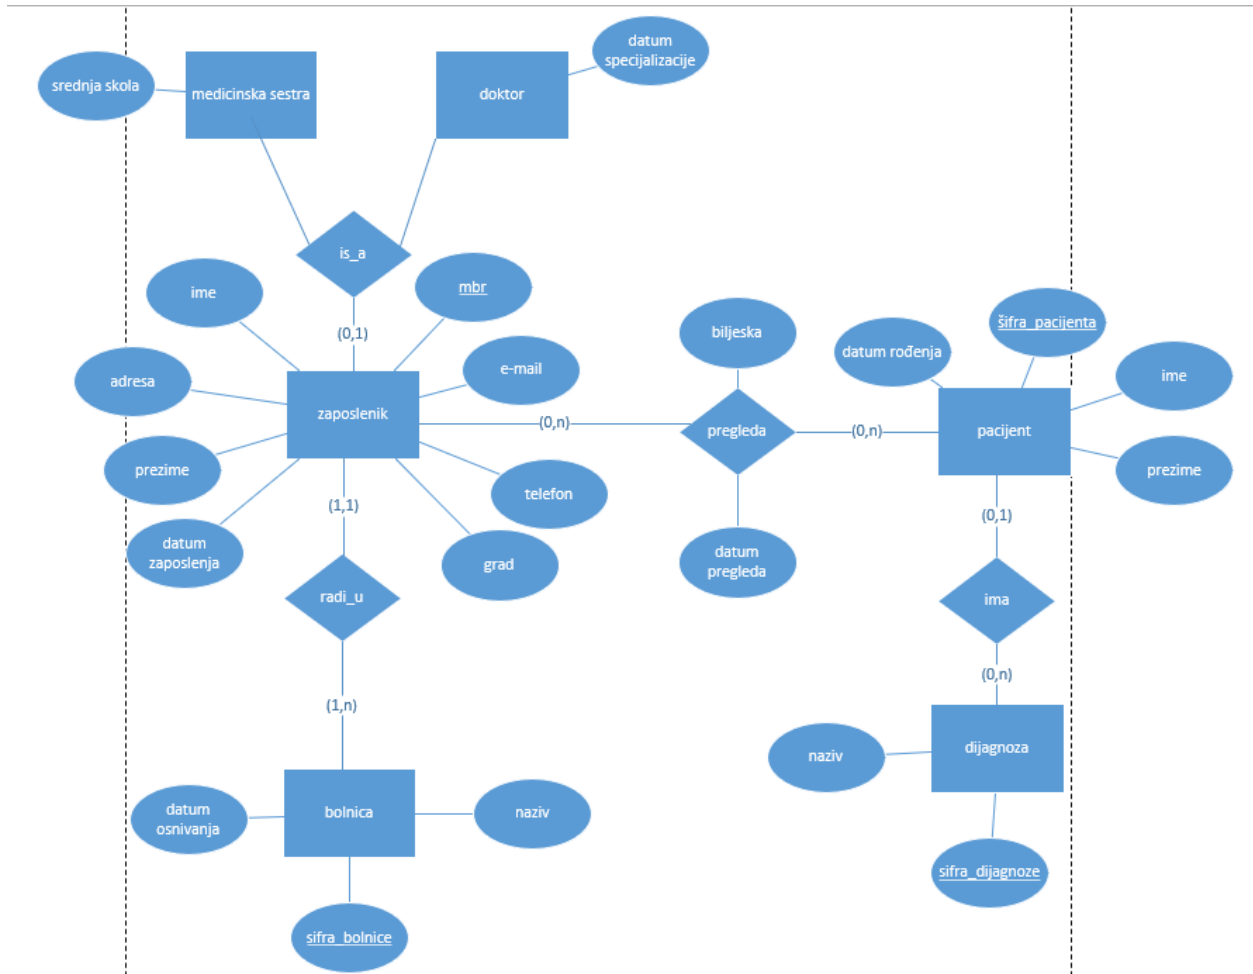 datum
specijalizacije
srednja skola
medicinska sestra
doktor
is_a
ime
mbr
(0,1)
e-mail
adresa
zaposlenik
(0,n)
biljeska
pregleda
(0,n)
datum rođenja
šifra_pacijenta
ime
pacijent
prezime
prezime
telefon
(1,1)
(0,1)
datum
zaposlenja
grad
datum
pregleda
radi_u
ima
(0,n)
(1,n)
naziv
dijagnoza
datum
osnivanja
bolnica
naziv
sifra_dijagnoze
sifra_bolnice